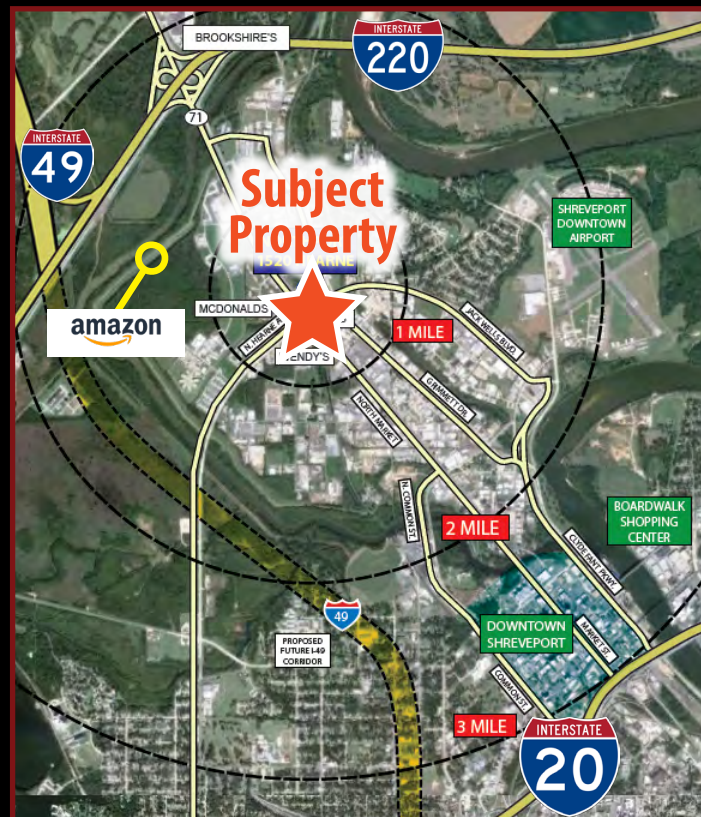 BROOKSHIRE'S
INTERSTATE
220
71
INTERSTATE
49
Subject
Property
SHREVEPORT
DOWNTOWN
AIRPORT
MCDONALDS
N. HEARNE
amazon
1 MILE
JACK WELLS BLVD.
GRIMMETT DR.
NORTH MARKET
N. COMMON ST.
2 MILE
BOARDWALK
SHOPPING
CENTER
CLYDE FANT PKWY.
49
PROPOSED
FUTURE I-49
CORRIDOR
DOWNTOWN
SHREVEPORT
MARKET ST.
COMMON ST.
3 MILE
INTERSTATE
20